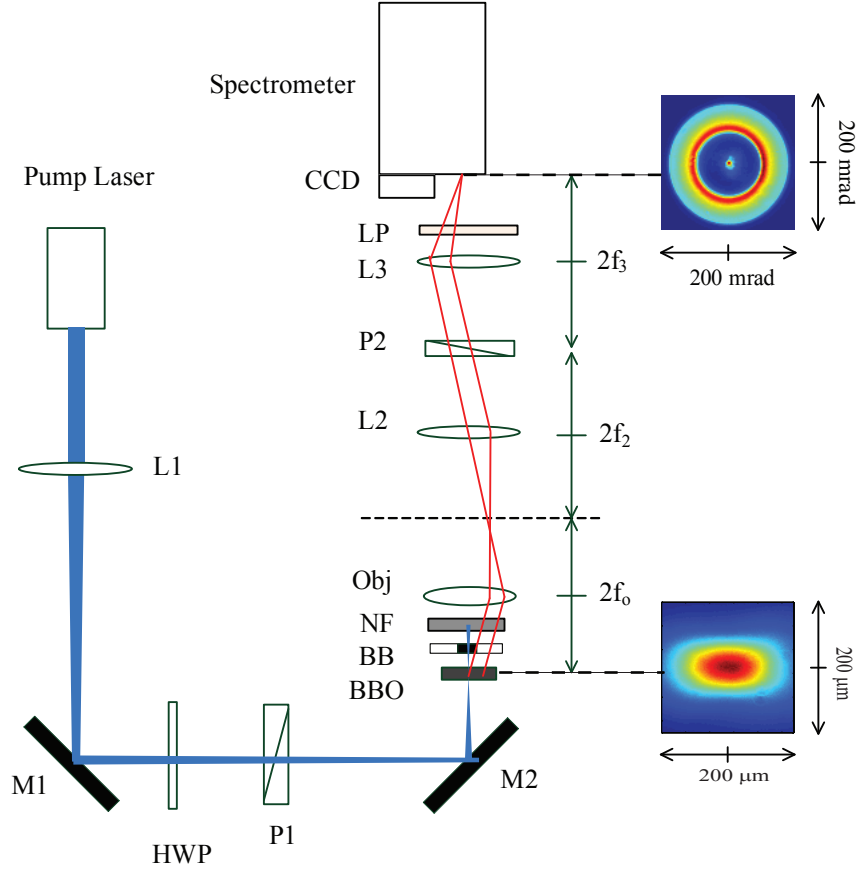 Spectrometer
200 mrad
Pump Laser
CCD
LP
L3
2f₃
200 mrad
P2
L2
2f₂
L1
Obj
2fₒ
NF
BB
BBO
200 μm
200 μm
M1
M2
HWP
P1